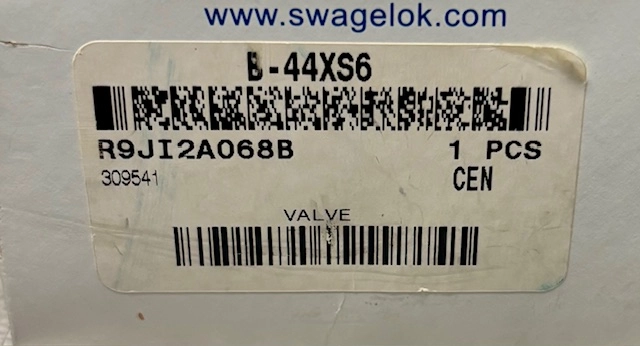 www.swagelok.com
B-44XS6
R9JI2A068B 1 PCS
309541 CEN
VALVE